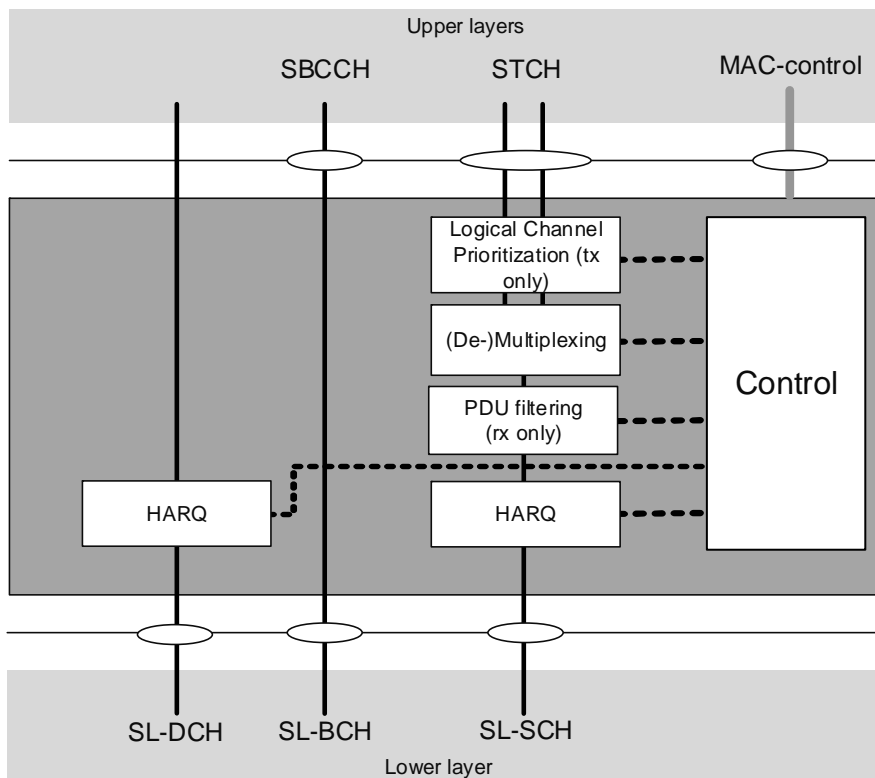 Upper layers
SBCCH
STCH
MAC-control
Logical Channel
Prioritization (tx
only)
(De-)Multiplexing
Control
PDU filtering
(rx only)
HARQ
HARQ
SL-DCH
SL-BCH
SL-SCH
Lower layer